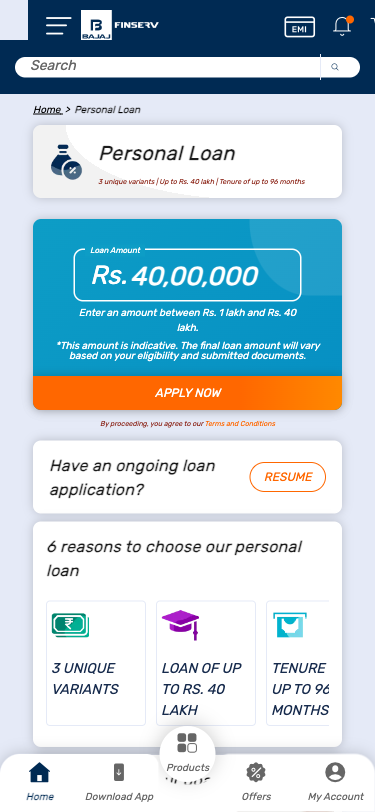 BAJAJ FINSERV
EMI
Search
Home > Personal Loan
Personal Loan
3 unique variants | Up to Rs. 40 lakh | Tenure of up to 96 months
Loan Amount
Rs. 40,00,000
Enter an amount between Rs. 1 lakh and Rs. 40
lakh.
*This amount is indicative. The final loan amount will vary
based on your eligibility and submitted documents.
APPLY NOW
By proceeding, you agree to our Terms and Conditions
Have an ongoing loan
application?
RESUME
6 reasons to choose our personal
loan
3 UNIQUE
VARIANTS
LOAN OF UP
TO RS. 40
LAKH
TENURE
UP TO 96
MONTHS
Products
Home
Download App
Offers
My Account